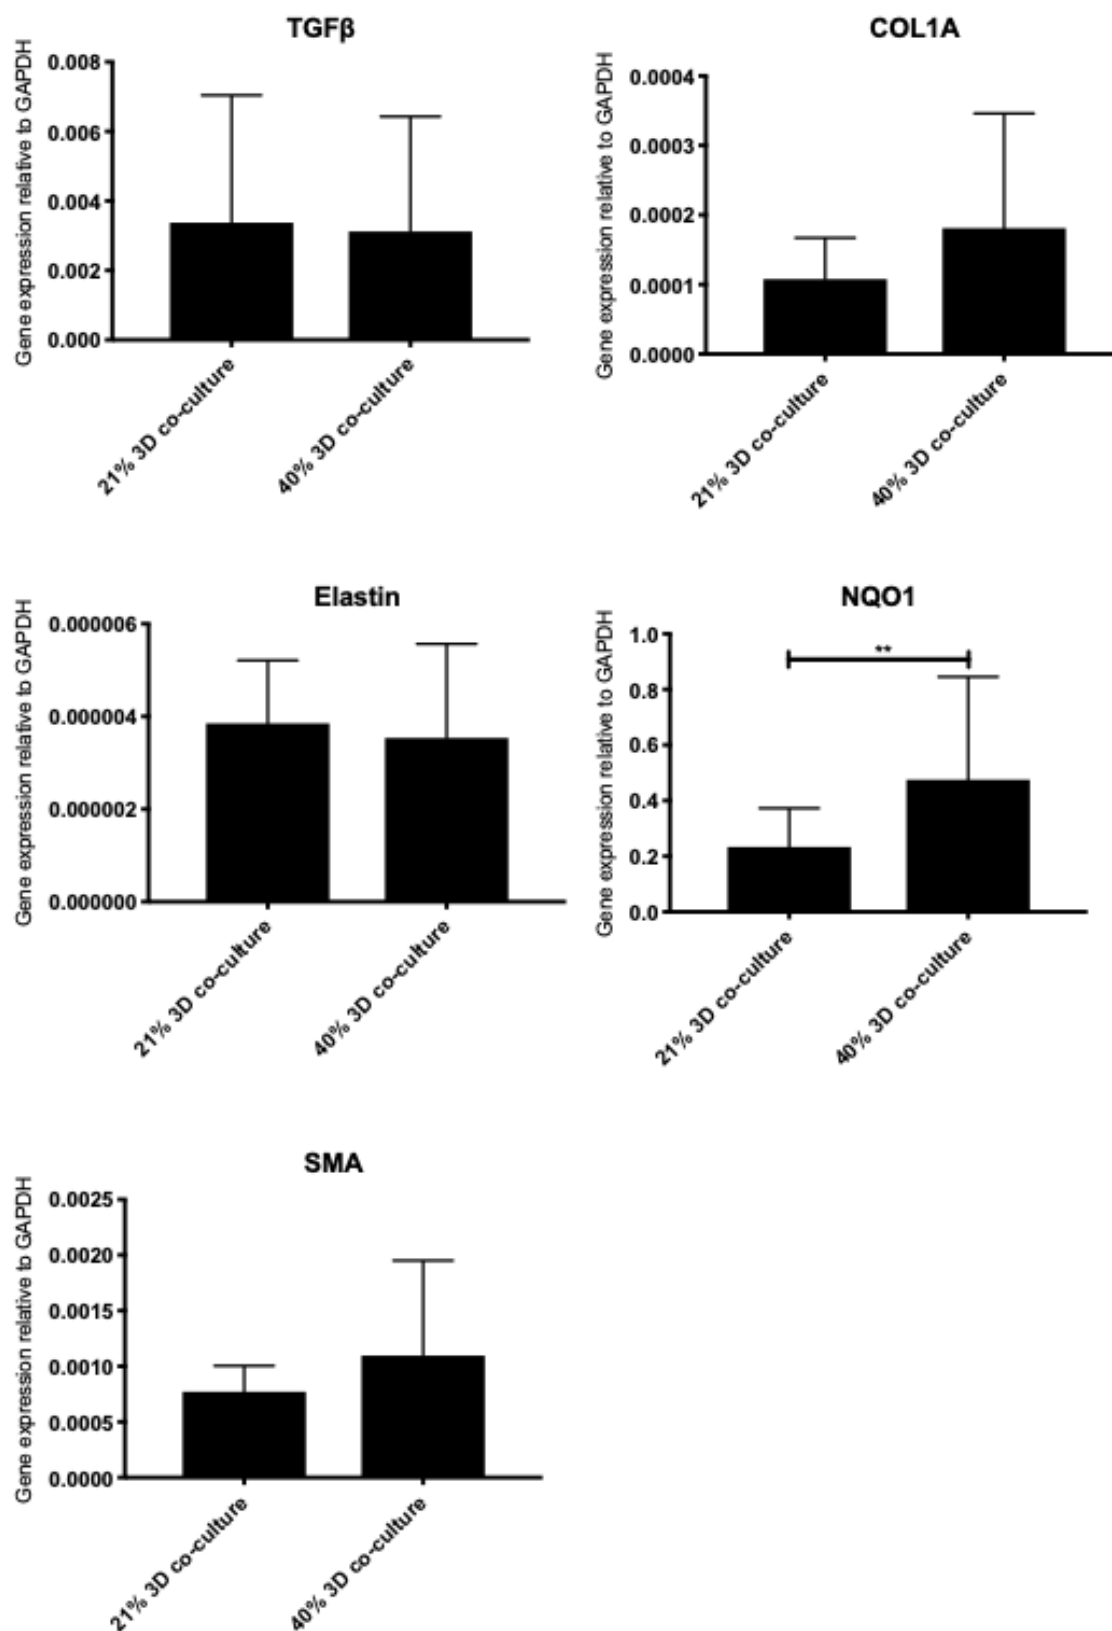 TGFβ
Gene expression relative to GAPDH
0.008
0.006
0.004
0.002
0.000
21% 3D co-culture
40% 3D co-culture
COL1A
Gene expression relative to GAPDH
0.0004
0.0003
0.0002
0.0001
0.0000
21% 3D co-culture
40% 3D co-culture
Elastin
Gene expression relative to GAPDH
0.000006
0.000004
0.000002
0.000000
21% 3D co-culture
40% 3D co-culture
NQO1
Gene expression relative to GAPDH
1.0
0.8
0.6
0.4
0.2
0.0
**
21% 3D co-culture
40% 3D co-culture
SMA
Gene expression relative to GAPDH
0.0025
0.0020
0.0015
0.0010
0.0005
0.0000
21% 3D co-culture
40% 3D co-culture